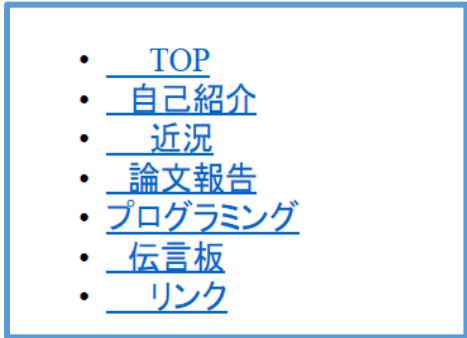 • TOP
• 自己紹介
• 近況
• 論文報告
• プログラミング
• 伝言板
• リンク